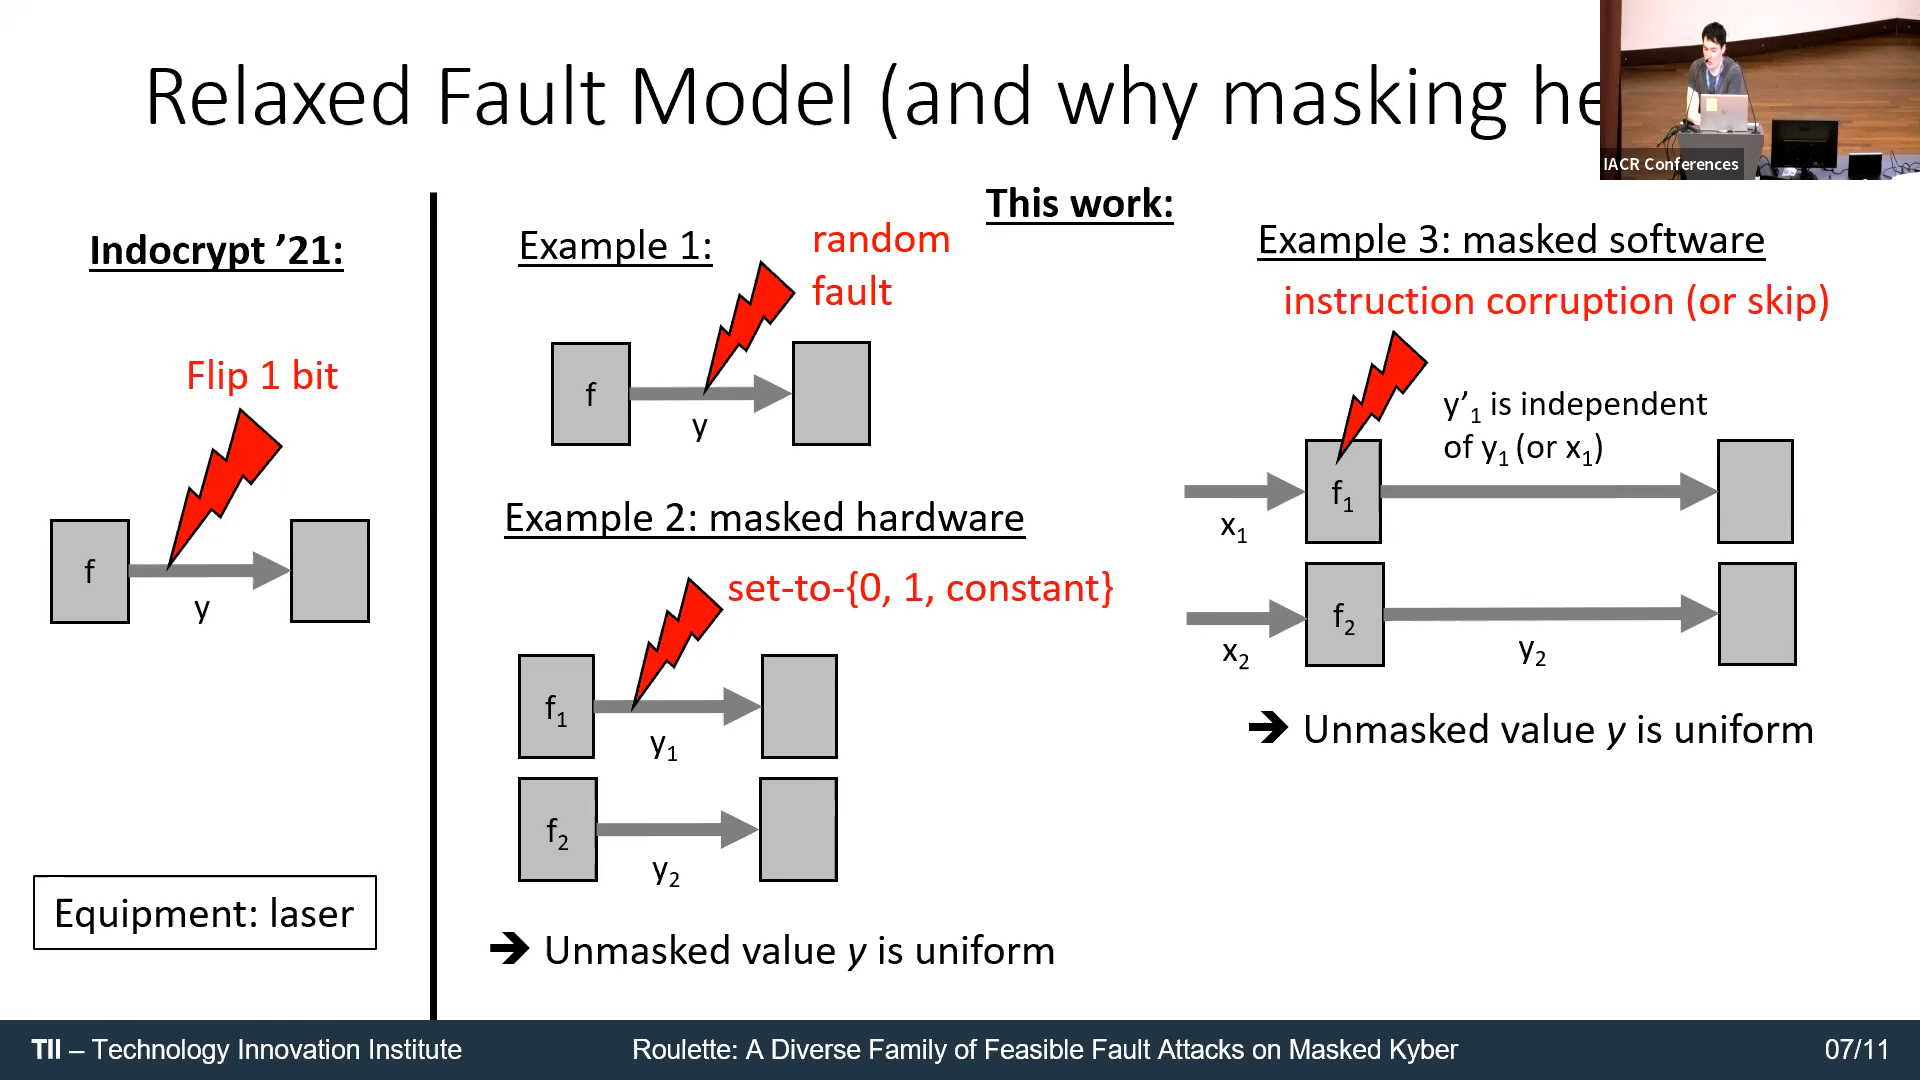 Relaxed Fault Model (and why masking he
IACR Conferences
Indocrypt ’21:
Flip 1 bit
f
y
Equipment: laser
This work:
Example 1:
random
fault
f
y
Example 2: masked hardware
set-to-{0, 1, constant}
f₁
y₁
f₂
y₂
➔ Unmasked value y is uniform
Example 3: masked software
instruction corruption (or skip)
y’₁ is independent
of y₁ (or x₁)
f₁
x₁
f₂
x₂
y₂
➔ Unmasked value y is uniform
TII – Technology Innovation Institute
Roulette: A Diverse Family of Feasible Fault Attacks on Masked Kyber
07/11